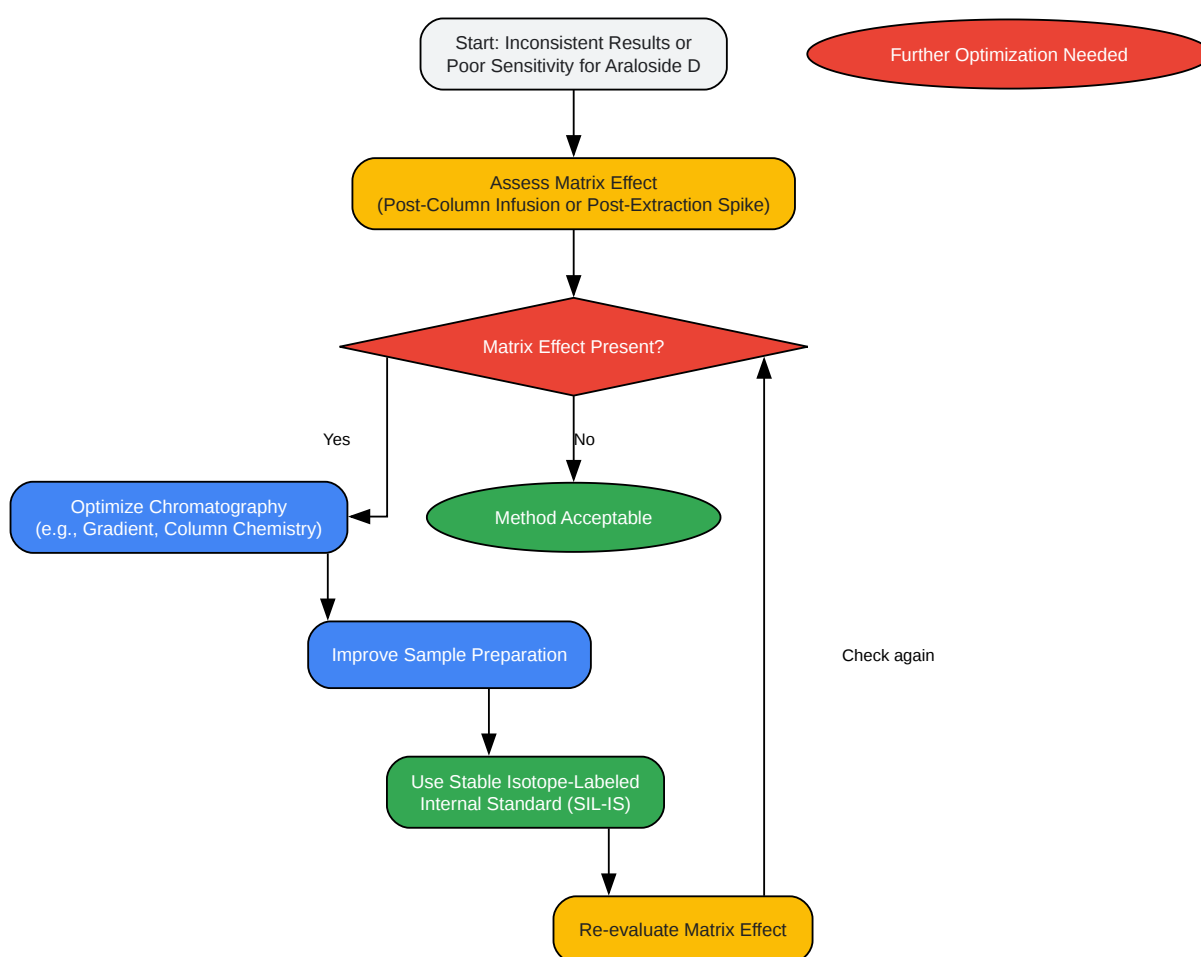 Start: Inconsistent Results or
Poor Sensitivity for Araloside D
Further Optimization Needed
Assess Matrix Effect
(Post-Column Infusion or Post-Extraction Spike)
Matrix Effect Present?
Yes
No
Optimize Chromatography
(e.g., Gradient, Column Chemistry)
Method Acceptable
Improve Sample Preparation
Check again
Use Stable Isotope-Labeled
Internal Standard (SIL-IS)
Re-evaluate Matrix Effect